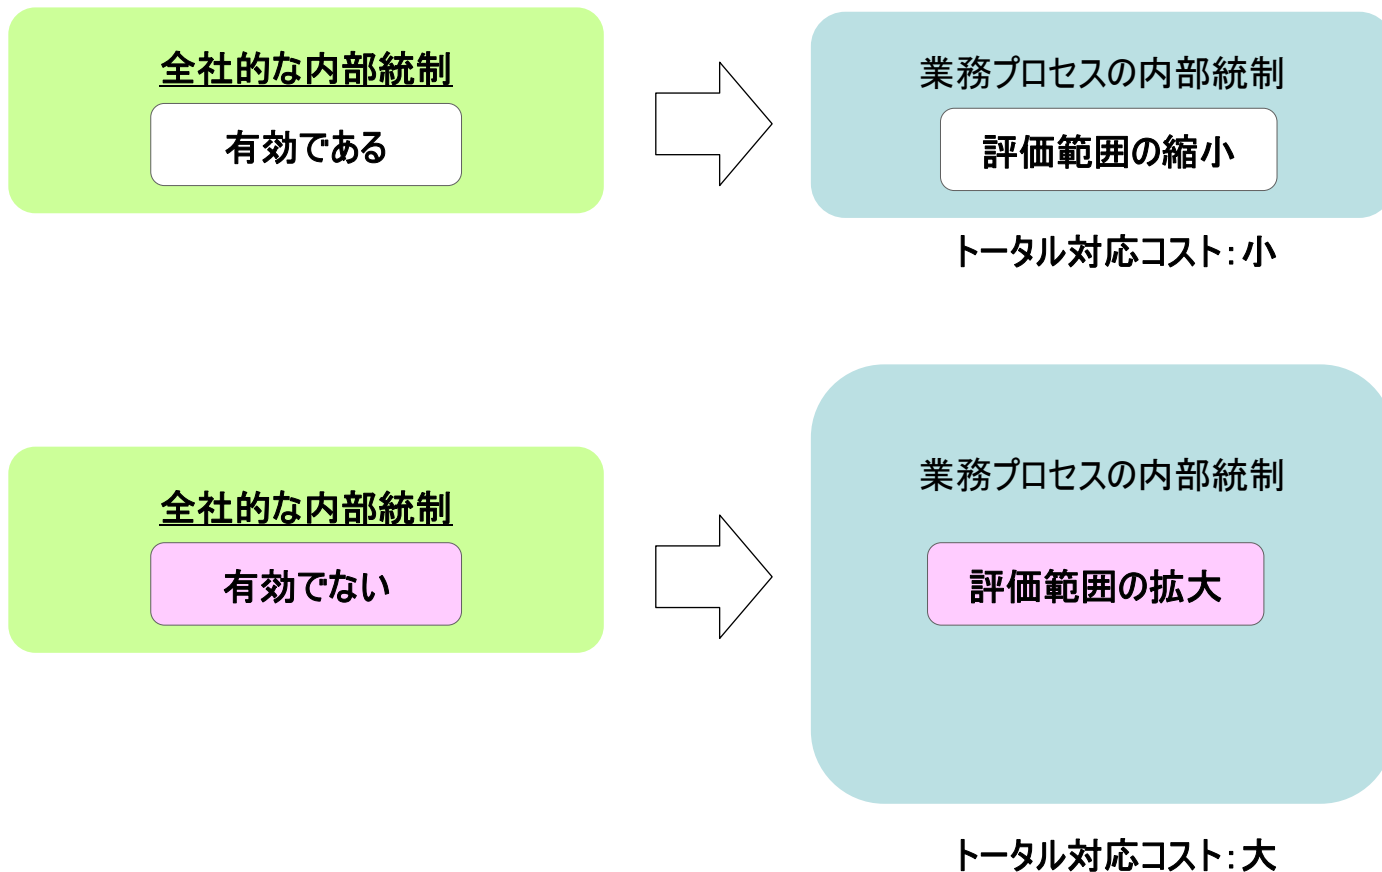 全社的な内部統制
有効である
業務プロセスの内部統制
評価範囲の縮小
トータル対応コスト：小
全社的な内部統制
有効でない
業務プロセスの内部統制
評価範囲の拡大
トータル対応コスト：大